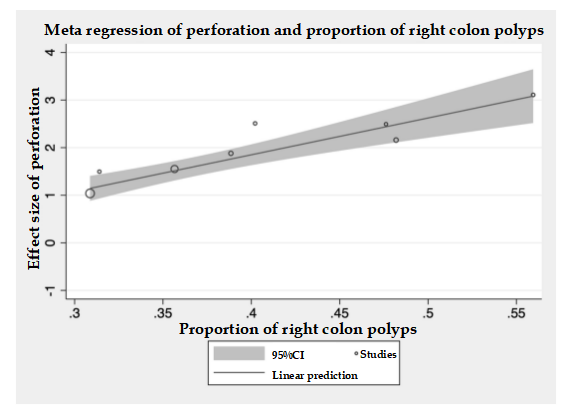 Meta regression of perforation and proportion of right colon polyps
Effect size of perforation
4
3
2
1
0
-1
.3
.35
.4
.45
.5
.55
Proportion of right colon polyps
95%CI
Studies
Linear prediction